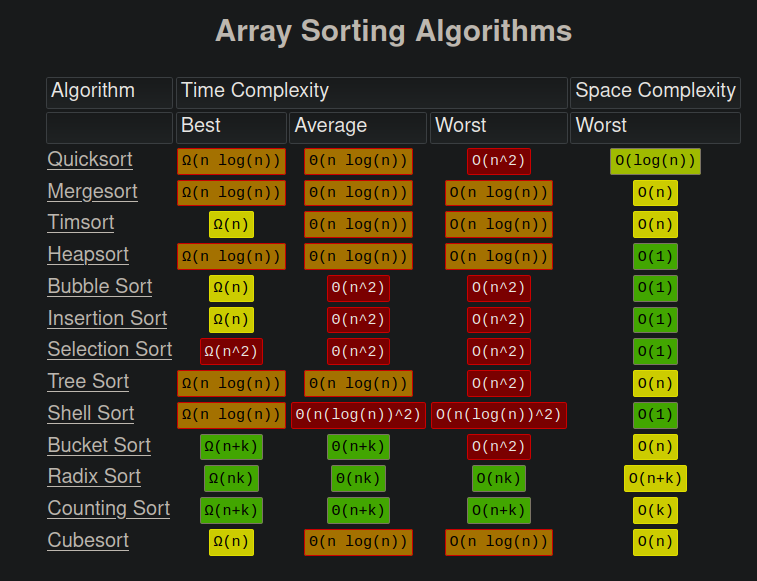 Array Sorting Algorithms
Algorithm Time Complexity Space Complexity
Best Average Worst Worst
Quicksort Ω(n log(n)) Θ(n log(n)) O(n^2) O(log(n))
Mergesort Ω(n log(n)) Θ(n log(n)) O(n log(n)) O(n)
Timsort Ω(n) Θ(n log(n)) O(n log(n)) O(n)
Heapsort Ω(n log(n)) Θ(n log(n)) O(n log(n)) O(1)
Bubble Sort Ω(n) Θ(n^2) O(n^2) O(1)
Insertion Sort Ω(n) Θ(n^2) O(n^2) O(1)
Selection Sort Ω(n^2) Θ(n^2) O(n^2) O(1)
Tree Sort Ω(n log(n)) Θ(n log(n)) O(n^2) O(n)
Shell Sort Ω(n log(n)) Θ(n(log(n))^2) O(n(log(n))^2) O(1)
Bucket Sort Ω(n+k) Θ(n+k) O(n^2) O(n)
Radix Sort Ω(nk) Θ(nk) O(nk) O(n+k)
Counting Sort Ω(n+k) Θ(n+k) O(n+k) O(k)
Cubesort Ω(n) Θ(n log(n)) O(n log(n)) O(n)